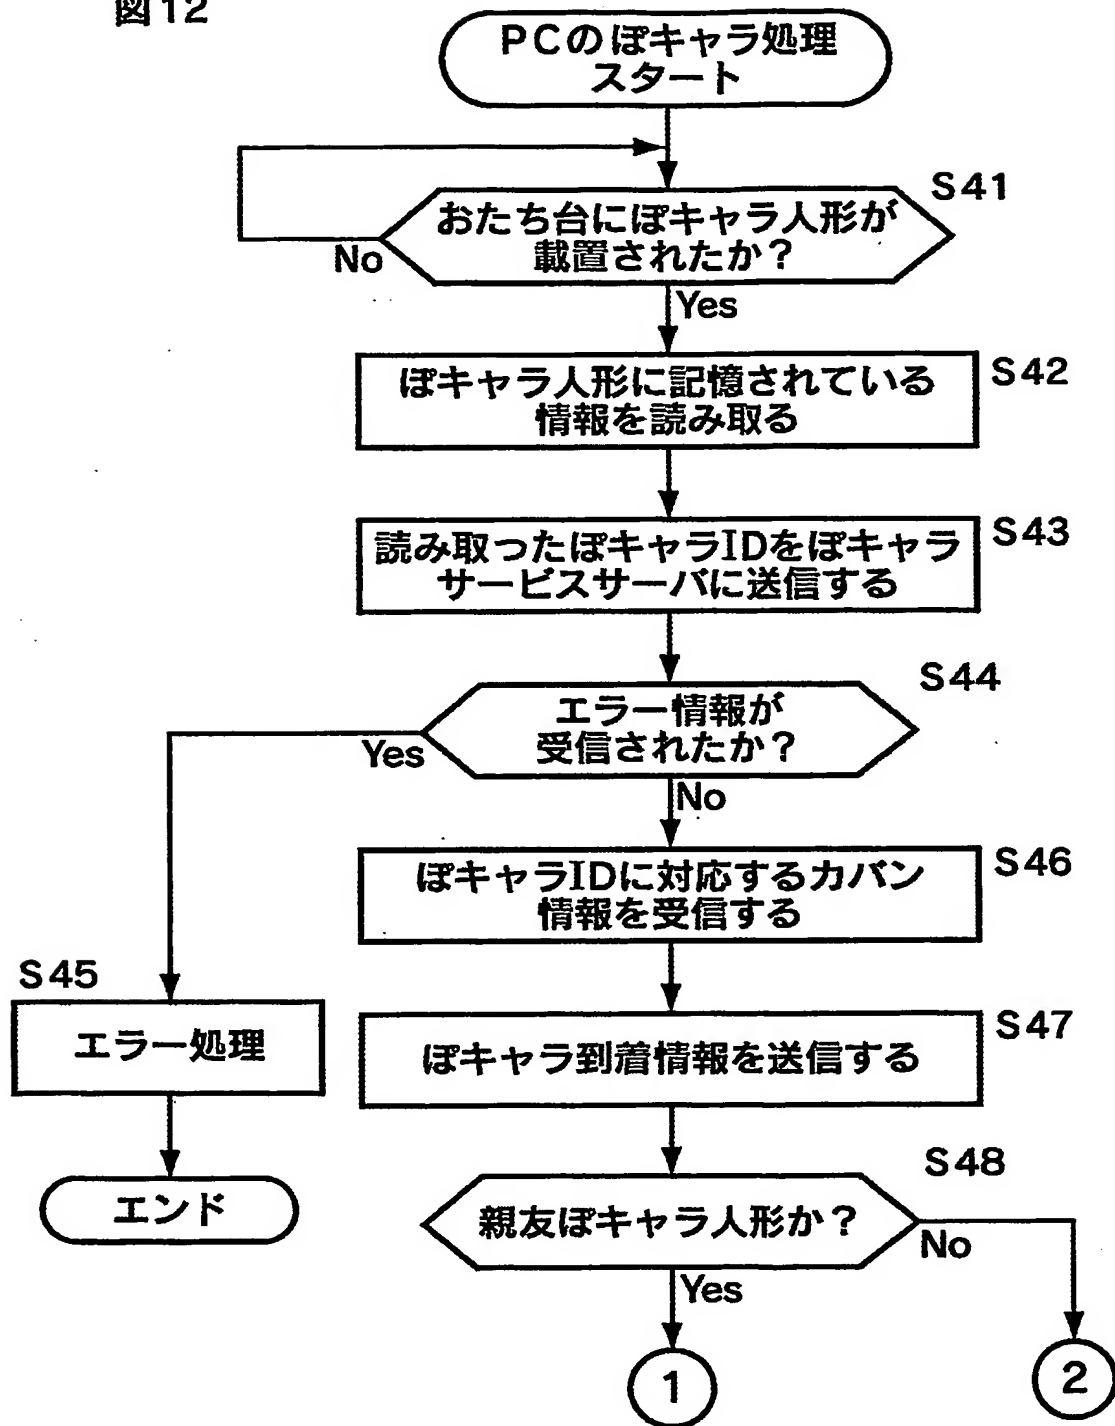 図12
PCのぽキャラ処理
スタート
S41
おたち台にぽキャラ人形が
載置されたか?
No
Yes
S42
ぽキャラ人形に記憶されている
情報を読み取る
S43
読み取ったぽキャラIDをぽキャラ
サービスサーバに送信する
S44
エラー情報が
受信されたか?
Yes
No
S46
ぽキャラIDに対応するカバン
情報を受信する
S45
エラー処理
S47
ぽキャラ到着情報を送信する
エンド
S48
親友ぽキャラ人形か?
No
Yes
1
2